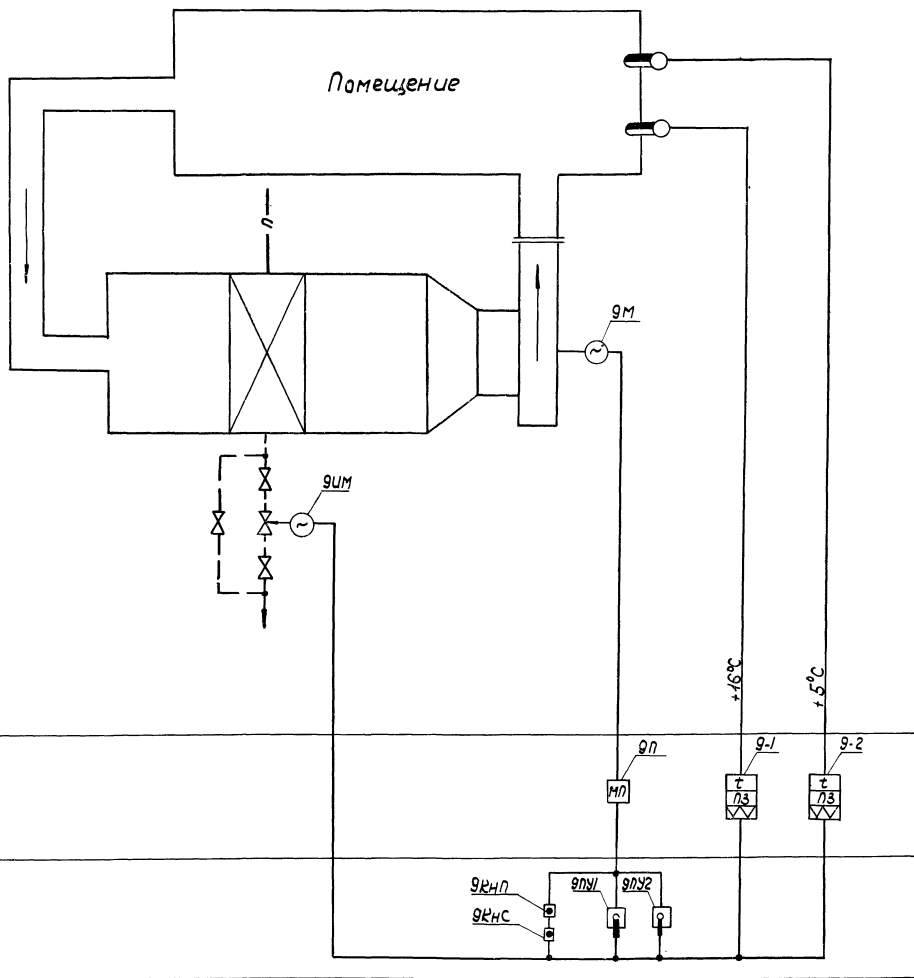 Помещение
п
~
9М
~
9ИМ
+16°С
+5°С
9П
МП
9-1
t
ПЗ
9-2
t
ПЗ
9КНП
9КНС
9ПУ1
9ПУ2